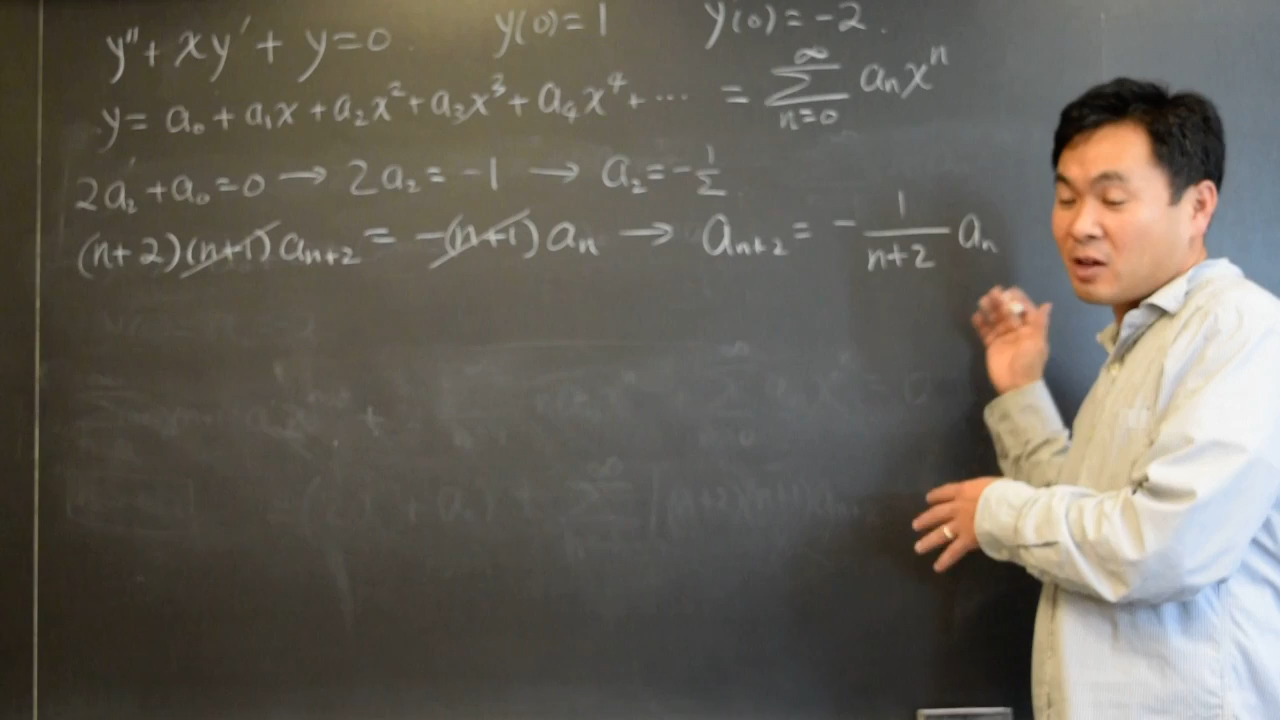 y'' + xy' + y = 0 y(0) = 1 y(0) = -2.
y = a₀ + a₁x + a₂x² + a₃x³ + a₄x⁴ + ⋯ = ∑_{n=0}^{∞} aₙxⁿ
2a₂ + a₀ = 0 → 2a₂ = -1 → a₂ = -1/2
(n+2)(n+1)aₙ₊₂ = -(n+1)aₙ → aₙ₊₂ = - 1/(n+2) aₙ